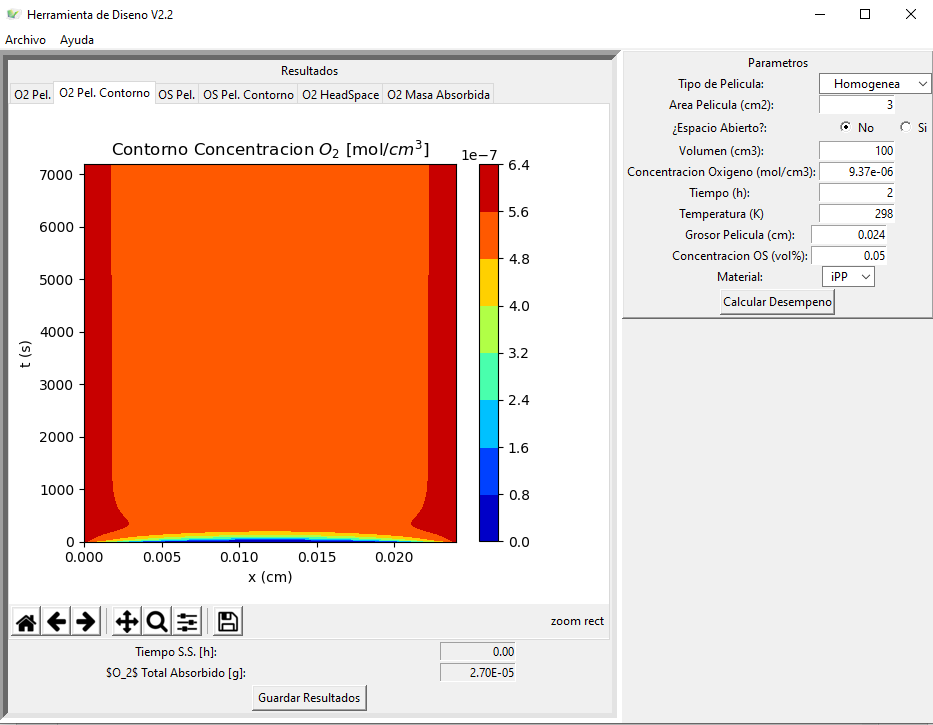 Herramienta de Diseno V2.2
Archivo Ayuda
Resultados
O2 Pel. O2 Pel. Contorno OS Pel. OS Pel. Contorno O2 HeadSpace O2 Masa Absorbida
Contorno Concentracion O2 [mol/cm3]
1e−7
6.4
5.6
4.8
4.0
3.2
2.4
1.6
0.8
0.0
t (s)
7000
6000
5000
4000
3000
2000
1000
0
0.000 0.005 0.010 0.015 0.020
x (cm)
zoom rect
Tiempo S.S. [h]: 0.00
$O_2$ Total Absorbido [g]: 2.70E-05
Guardar Resultados
Parametros
Tipo de Pelicula: Homogenea
Area Pelicula (cm2): 3
¿Espacio Abierto?: No Si
Volumen (cm3): 100
Concentracion Oxigeno (mol/cm3): 9.37e-06
Tiempo (h): 2
Temperatura (K) 298
Grosor Pelicula (cm): 0.024
Concentracion OS (vol%): 0.05
Material: iPP
Calcular Desempeno